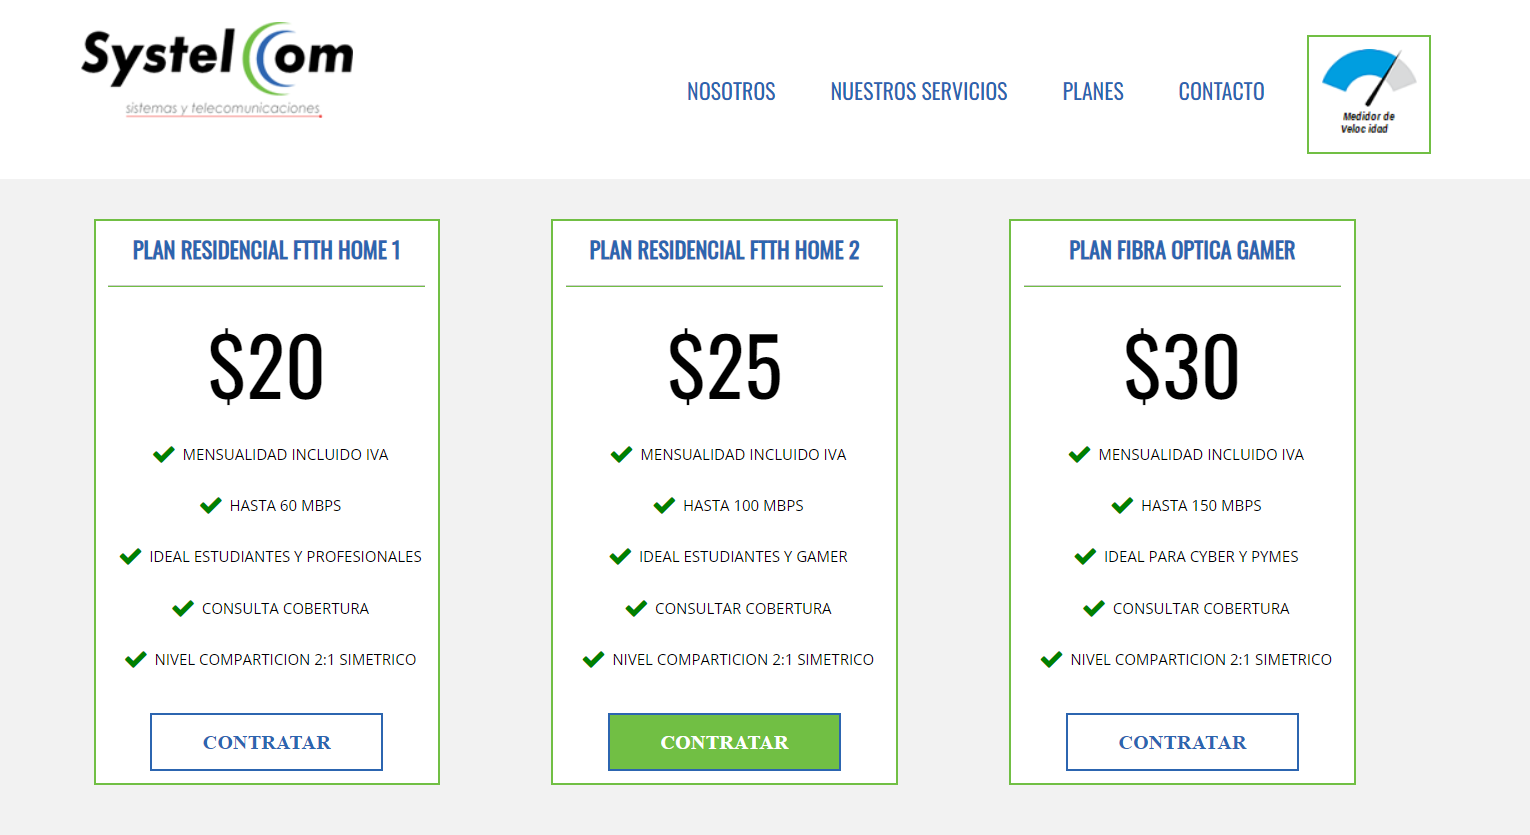 Systel Com
sistemas y telecomunicaciones
NOSOTROS
NUESTROS SERVICIOS
PLANES
CONTACTO
Medidor de
Velocidad
PLAN RESIDENCIAL FTTH HOME 1
$20
MENSUALIDAD INCLUIDO IVA
HASTA 60 MBPS
IDEAL ESTUDIANTES Y PROFESIONALES
CONSULTA COBERTURA
NIVEL COMPARTICION 2:1 SIMETRICO
CONTRATAR
PLAN RESIDENCIAL FTTH HOME 2
$25
MENSUALIDAD INCLUIDO IVA
HASTA 100 MBPS
IDEAL ESTUDIANTES Y GAMER
CONSULTAR COBERTURA
NIVEL COMPARTICION 2:1 SIMETRICO
CONTRATAR
PLAN FIBRA OPTICA GAMER
$30
MENSUALIDAD INCLUIDO IVA
HASTA 150 MBPS
IDEAL PARA CYBER Y PYMES
CONSULTAR COBERTURA
NIVEL COMPARTICION 2:1 SIMETRICO
CONTRATAR